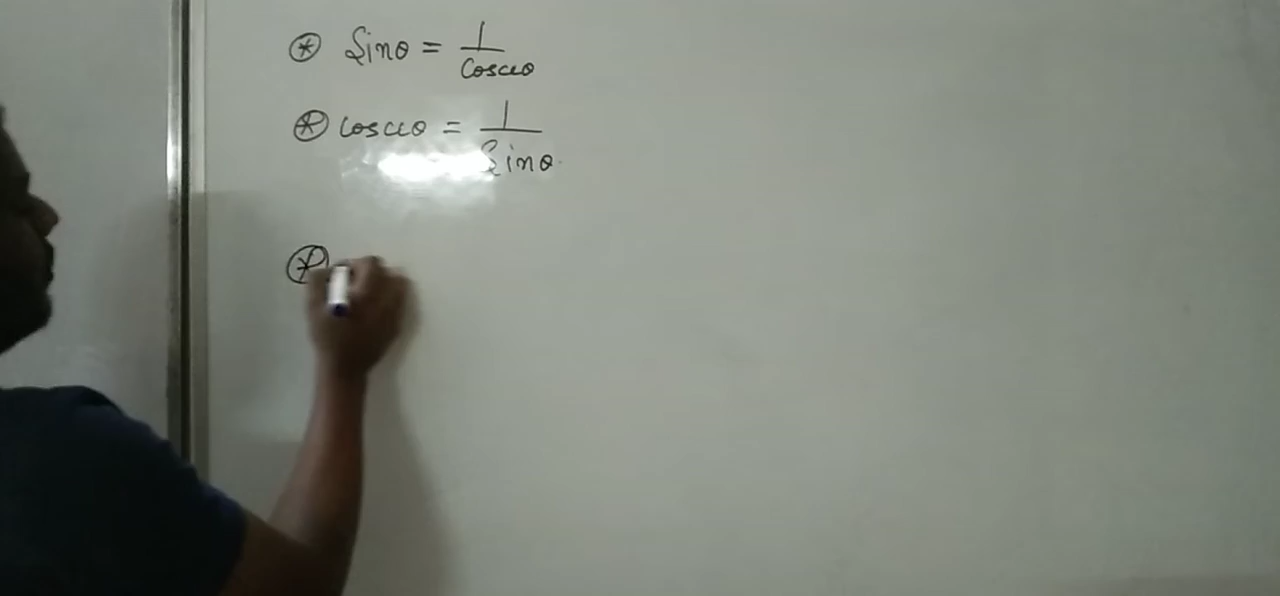 ⊛ Sinθ = 1/Cosecθ
⊛ cosecθ = 1/Sinθ
⊛